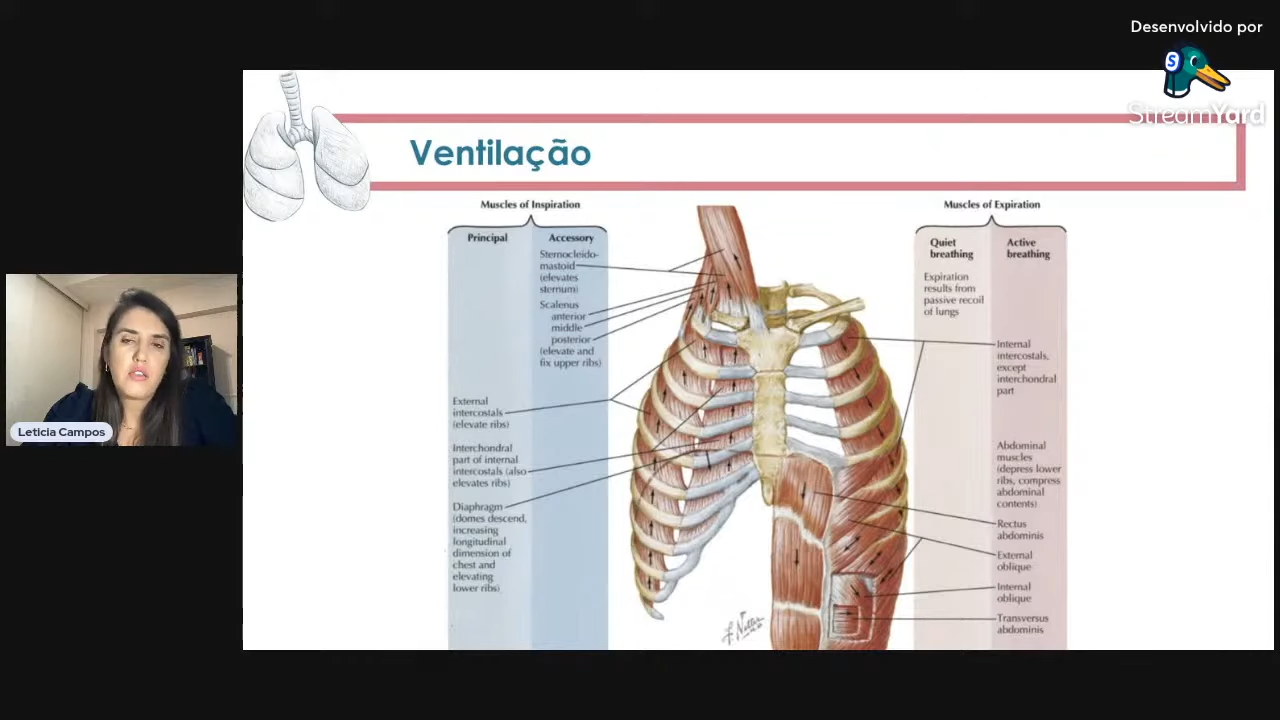 Desenvolvido por
StreamYard
Ventilação
Muscles of Inspiration
Principal
Accessory
Sternocleido-
mastoid
(elevates
sternum)
Scalenus
anterior
middle
posterior
(elevate and
fix upper ribs)
External
intercostals
(elevate ribs)
Interchondral
part of internal
intercostals (also
elevates ribs)
Diaphragm
(domes descend,
increasing
longitudinal
dimension of
chest and
elevating
lower ribs)
Muscles of Expiration
Quiet
breathing
Active
breathing
Expiration
results from
passive recoil
of lungs
Internal
intercostals,
except
interchondral
part
Abdominal
muscles
(depress lower
ribs, compress
abdominal
contents)
Rectus
abdominis
External
oblique
Internal
oblique
Transversus
abdominis
Leticia Campos